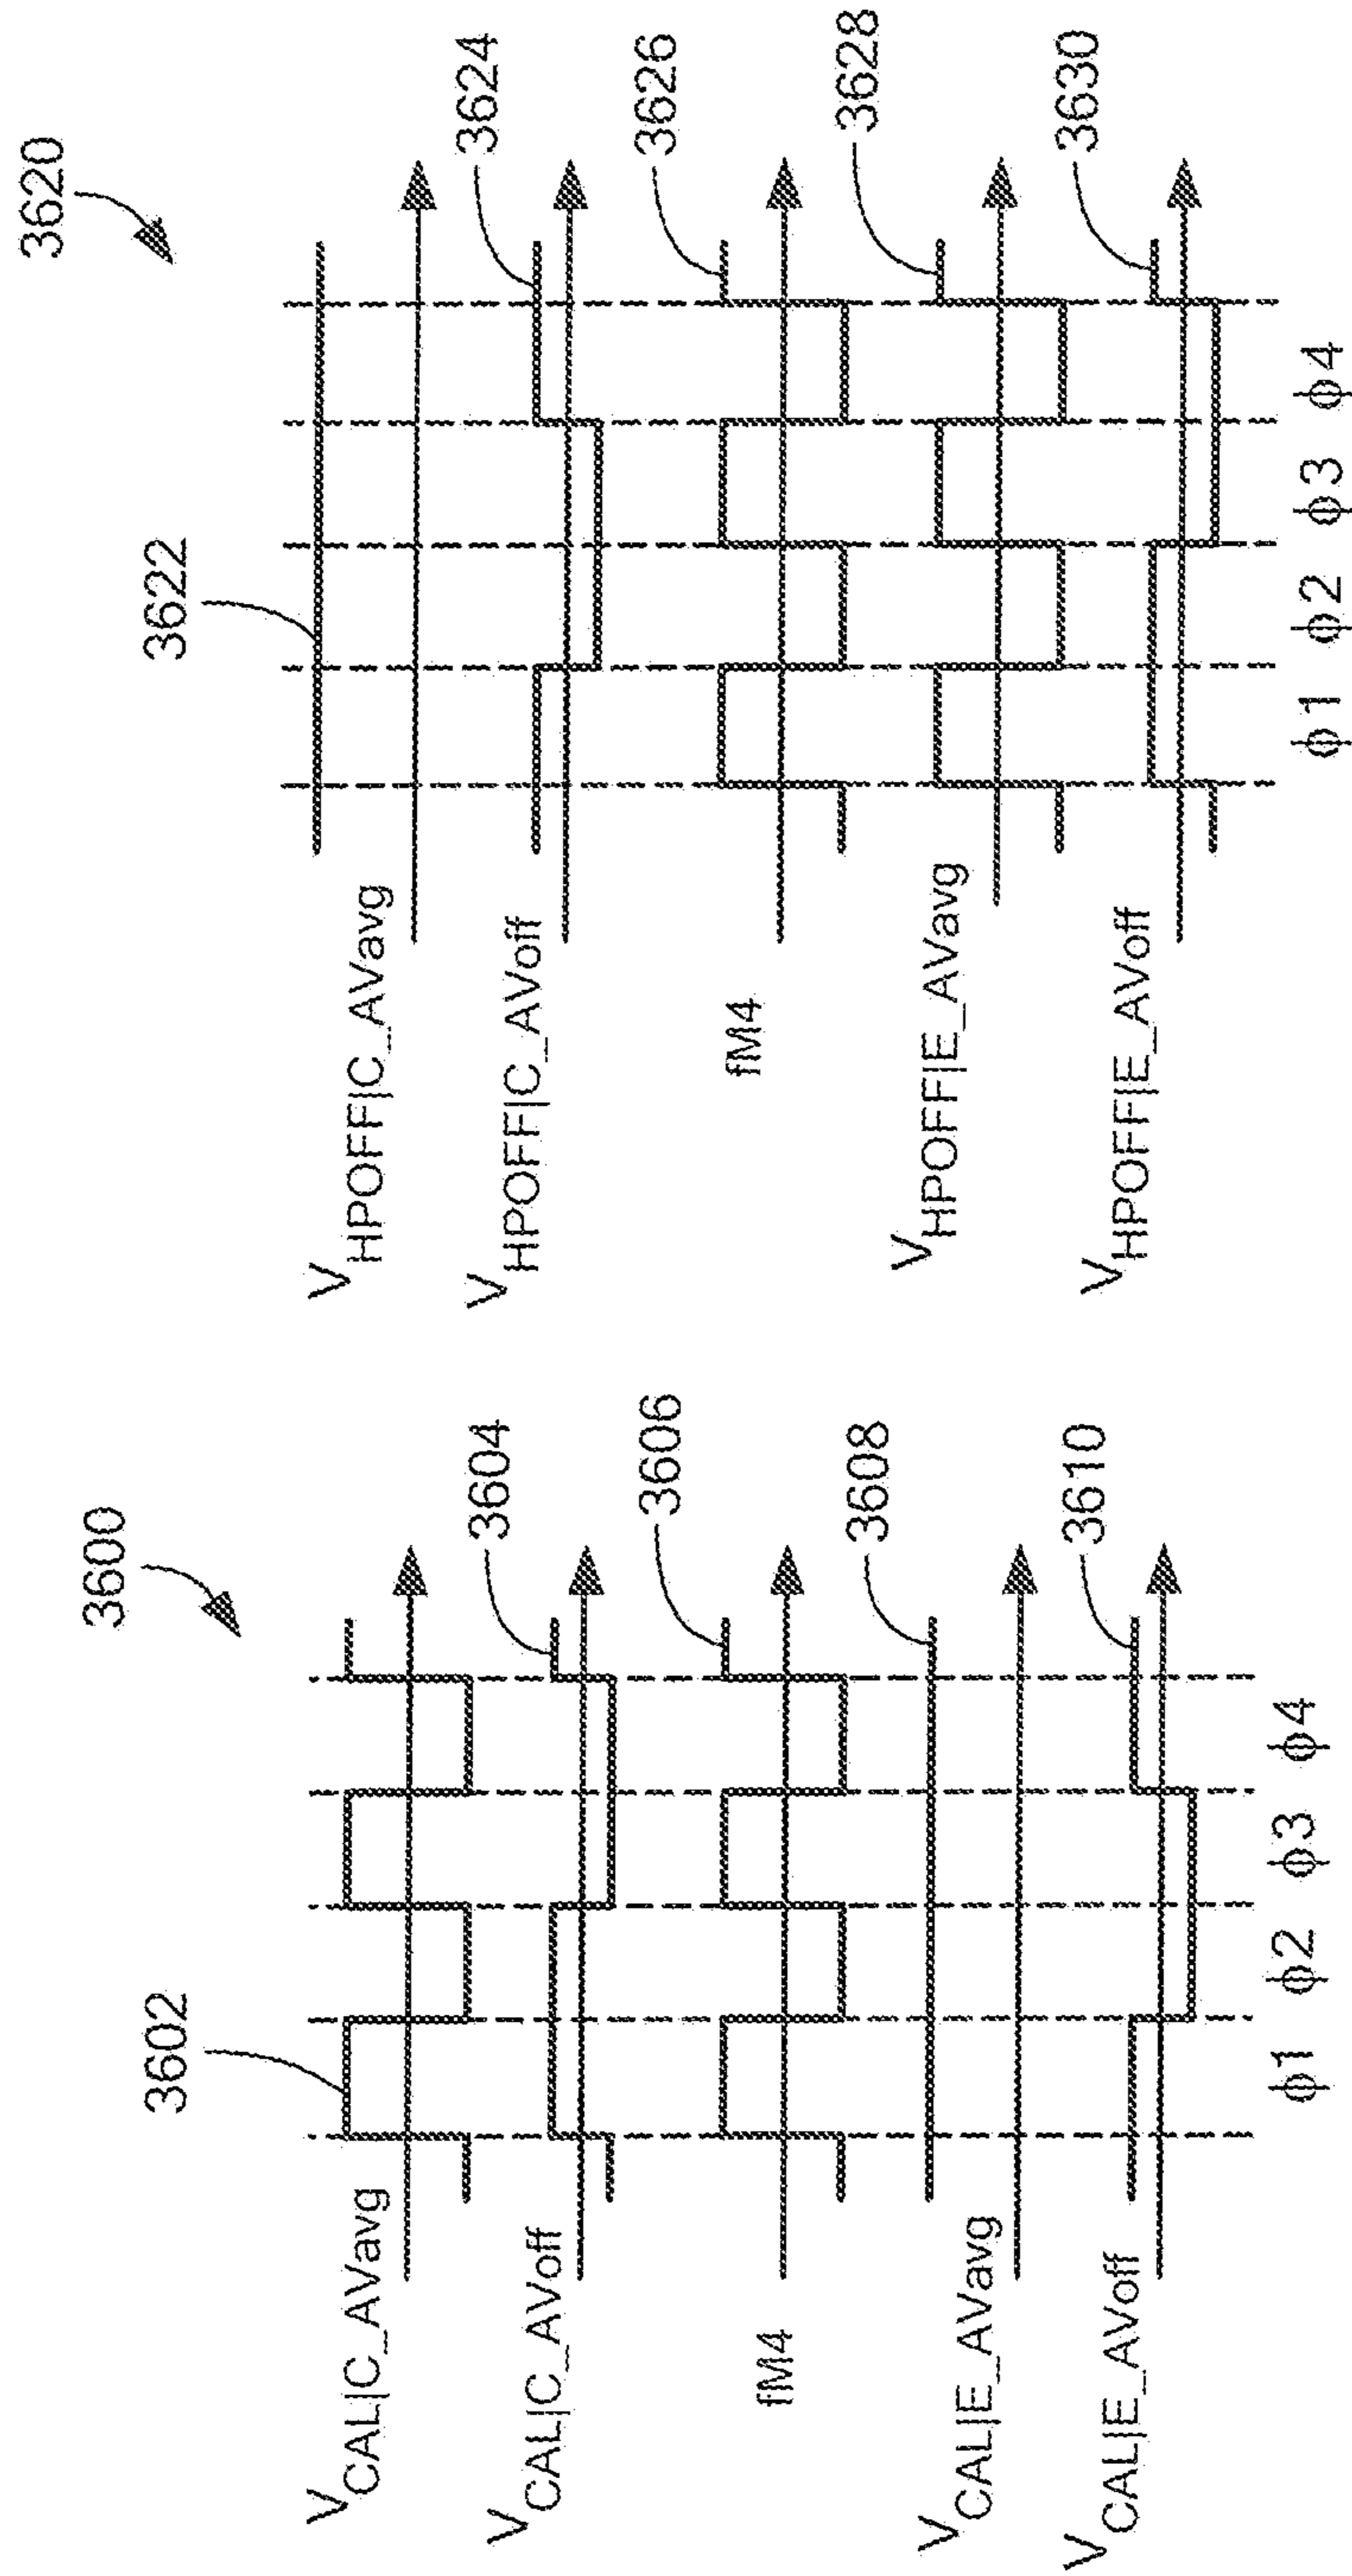 3600
3602
V_CAL|C_AVavg
V_CAL|C_AVoff
3604
fM4
3606
V_CAL|E_AVavg
3608
V_CAL|E_AVoff
3610
ϕ1 ϕ2 ϕ3 ϕ4
3620
3622
V_HPOFF|C_AVavg
V_HPOFF|C_AVoff
3624
fM4
3626
V_HPOFF|E_AVavg
3628
V_HPOFF|E_AVoff
3630
ϕ1 ϕ2 ϕ3 ϕ4